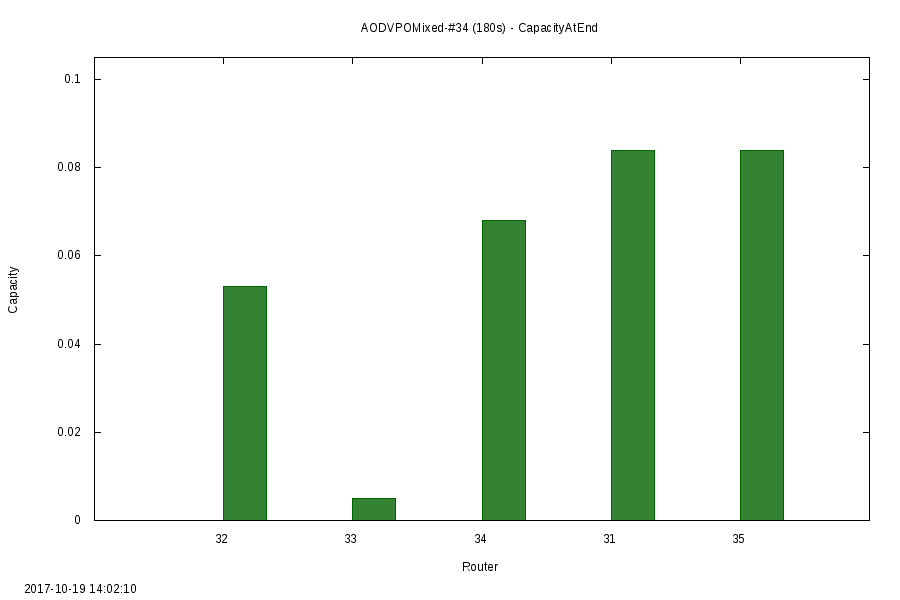 AODVPOMixed-#34 (180s) - CapacityAtEnd
0.1
0.08
0.06
0.04
0.02
0
Capacity
32 33 34 31 35
Router
2017-10-19 14:02:10